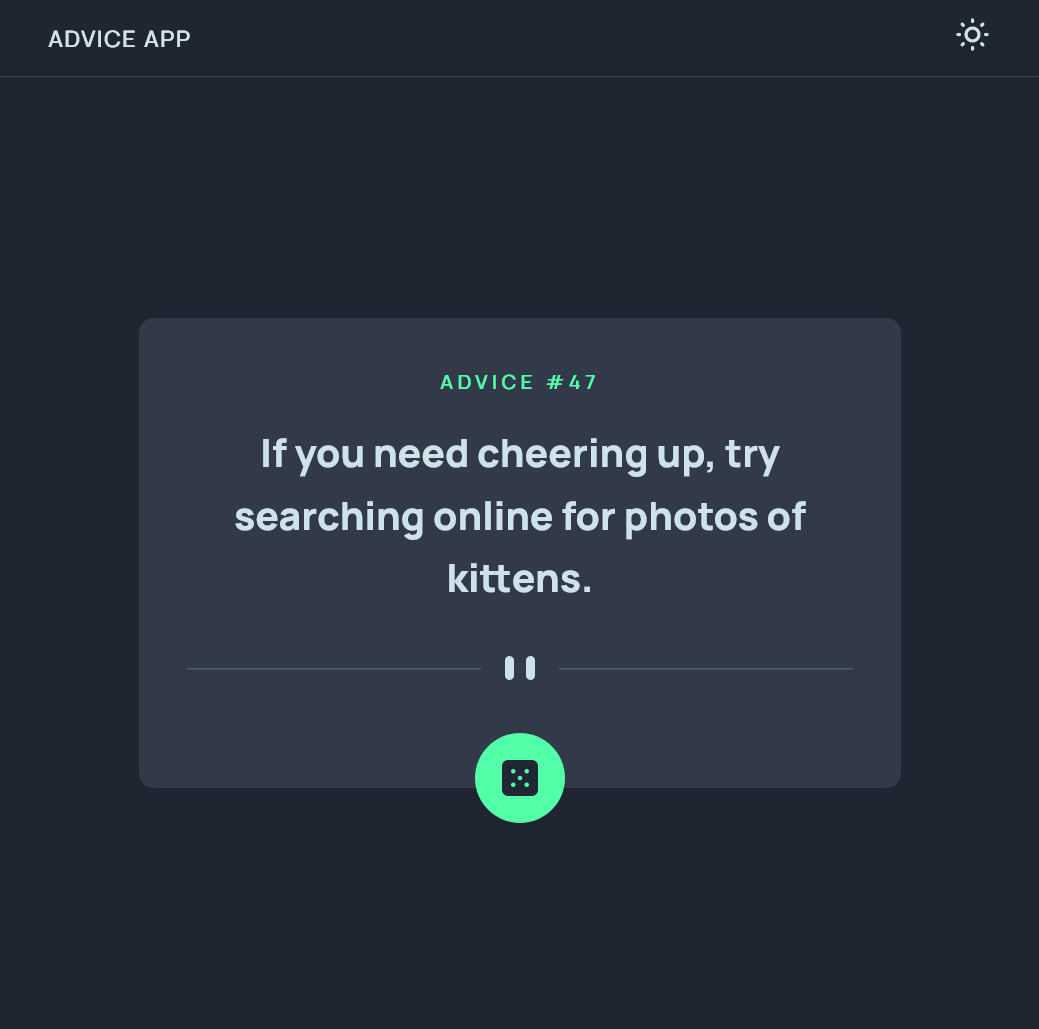 ADVICE APP
ADVICE #47
If you need cheering up, try
searching online for photos of
kittens.